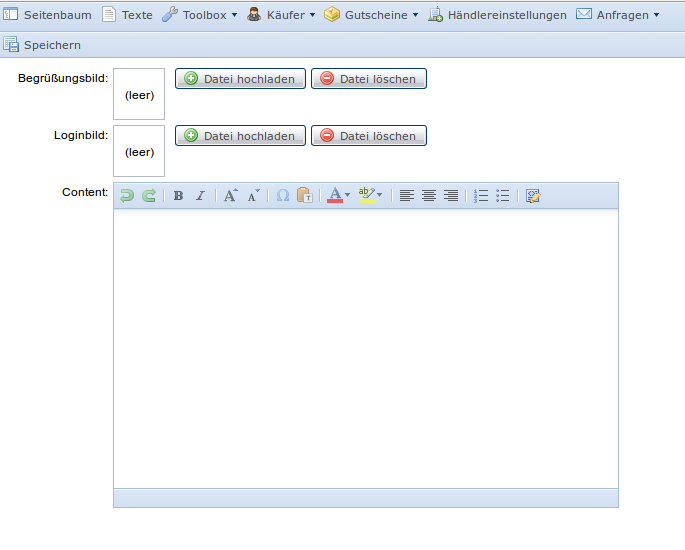 Seitenbaum Texte Toolbox Käufer Gutscheine Händlereinstellungen Anfragen
Speichern
Begrüßungsbild: (leer) Datei hochladen Datei löschen
Loginbild: (leer) Datei hochladen Datei löschen
Content:
B I A A Ω T A ab